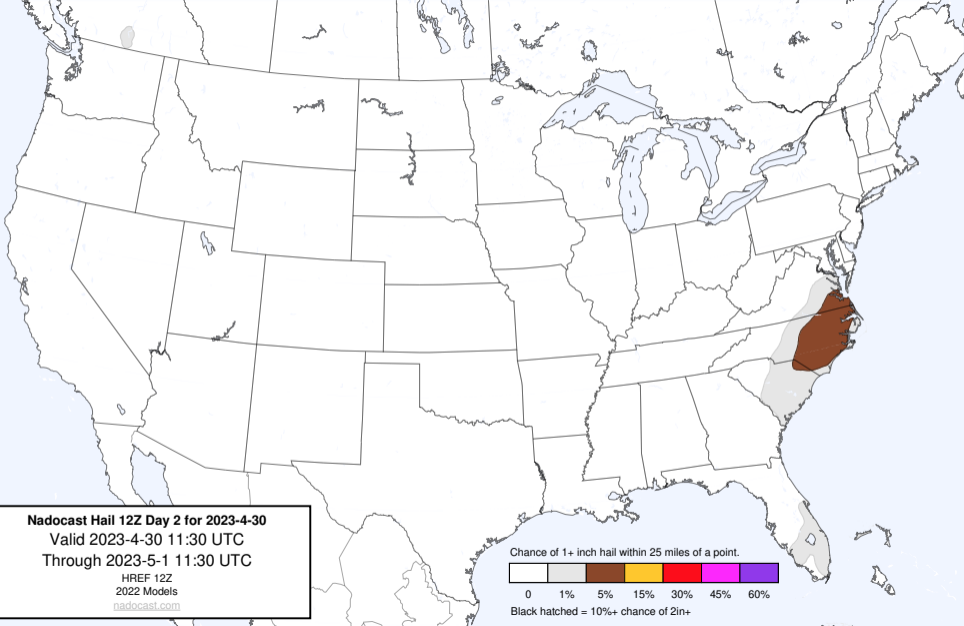 Nadocast Hail 12Z Day 2 for 2023-4-30
Valid 2023-4-30 11:30 UTC
Through 2023-5-1 11:30 UTC
HREF 12Z
2022 Models
nadocast.com
Chance of 1+ inch hail within 25 miles of a point.
0 1% 5% 15% 30% 45% 60%
Black hatched = 10%+ chance of 2in+